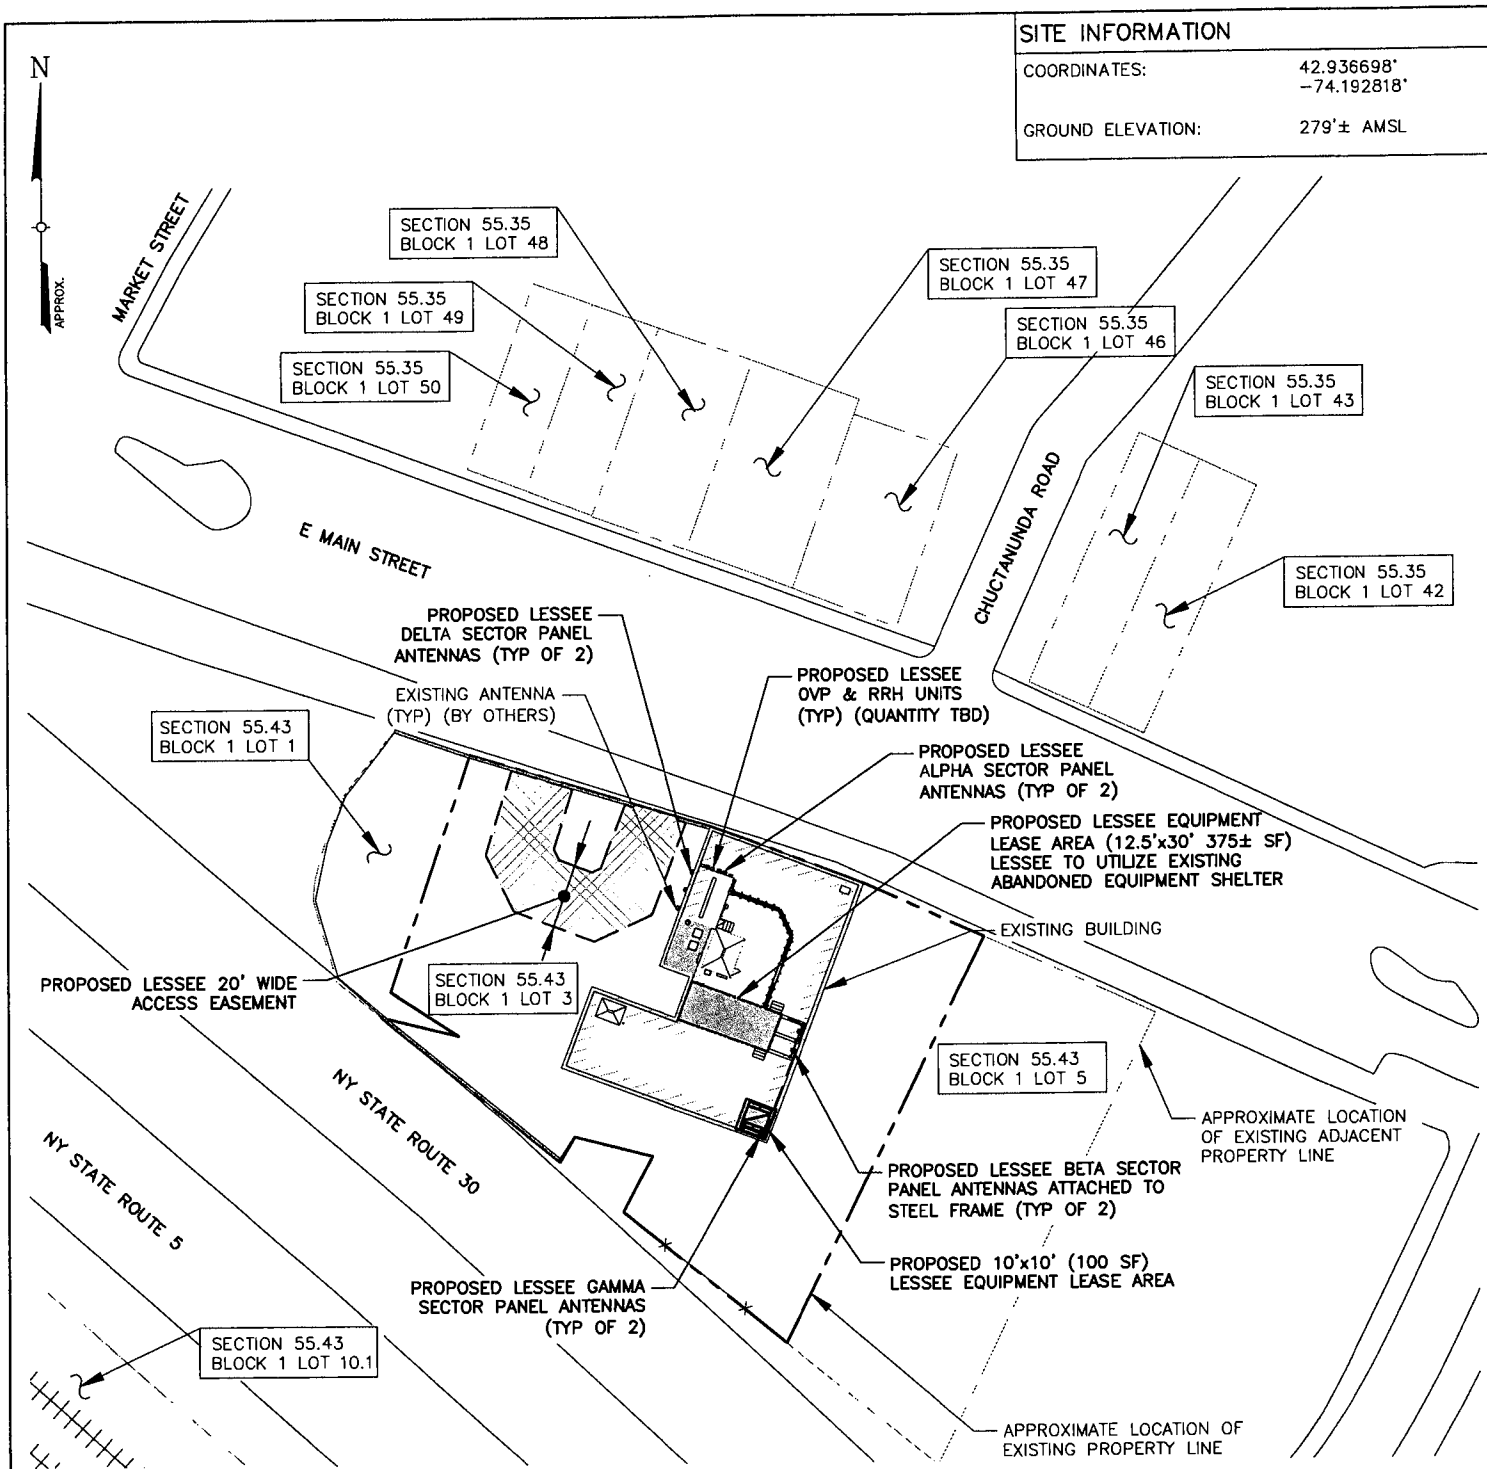 SITE INFORMATION
COORDINATES: 42.936698°
-74.192818°
GROUND ELEVATION: 279'± AMSL
N
APPROX.
MARKET STREET
SECTION 55.35
BLOCK 1 LOT 48
SECTION 55.35
BLOCK 1 LOT 47
SECTION 55.35
BLOCK 1 LOT 49
SECTION 55.35
BLOCK 1 LOT 46
SECTION 55.35
BLOCK 1 LOT 50
SECTION 55.35
BLOCK 1 LOT 43
CHUCTANUNDA ROAD
E MAIN STREET
SECTION 55.35
BLOCK 1 LOT 42
PROPOSED LESSEE
DELTA SECTOR PANEL
ANTENNAS (TYP OF 2)
PROPOSED LESSEE
OVP & RRH UNITS
(TYP) (QUANTITY TBD)
EXISTING ANTENNA
(TYP) (BY OTHERS)
SECTION 55.43
BLOCK 1 LOT 1
PROPOSED LESSEE
ALPHA SECTOR PANEL
ANTENNAS (TYP OF 2)
PROPOSED LESSEE EQUIPMENT
LEASE AREA (12.5'x30' 375± SF)
LESSEE TO UTILIZE EXISTING
ABANDONED EQUIPMENT SHELTER
EXISTING BUILDING
PROPOSED LESSEE 20' WIDE
ACCESS EASEMENT
SECTION 55.43
BLOCK 1 LOT 3
SECTION 55.43
BLOCK 1 LOT 5
NY STATE ROUTE 30
NY STATE ROUTE 5
APPROXIMATE LOCATION
OF EXISTING ADJACENT
PROPERTY LINE
PROPOSED LESSEE BETA SECTOR
PANEL ANTENNAS ATTACHED TO
STEEL FRAME (TYP OF 2)
PROPOSED 10'x10' (100 SF)
LESSEE EQUIPMENT LEASE AREA
PROPOSED LESSEE GAMMA
SECTOR PANEL ANTENNAS
(TYP OF 2)
SECTION 55.43
BLOCK 1 LOT 10.1
APPROXIMATE LOCATION OF
EXISTING PROPERTY LINE